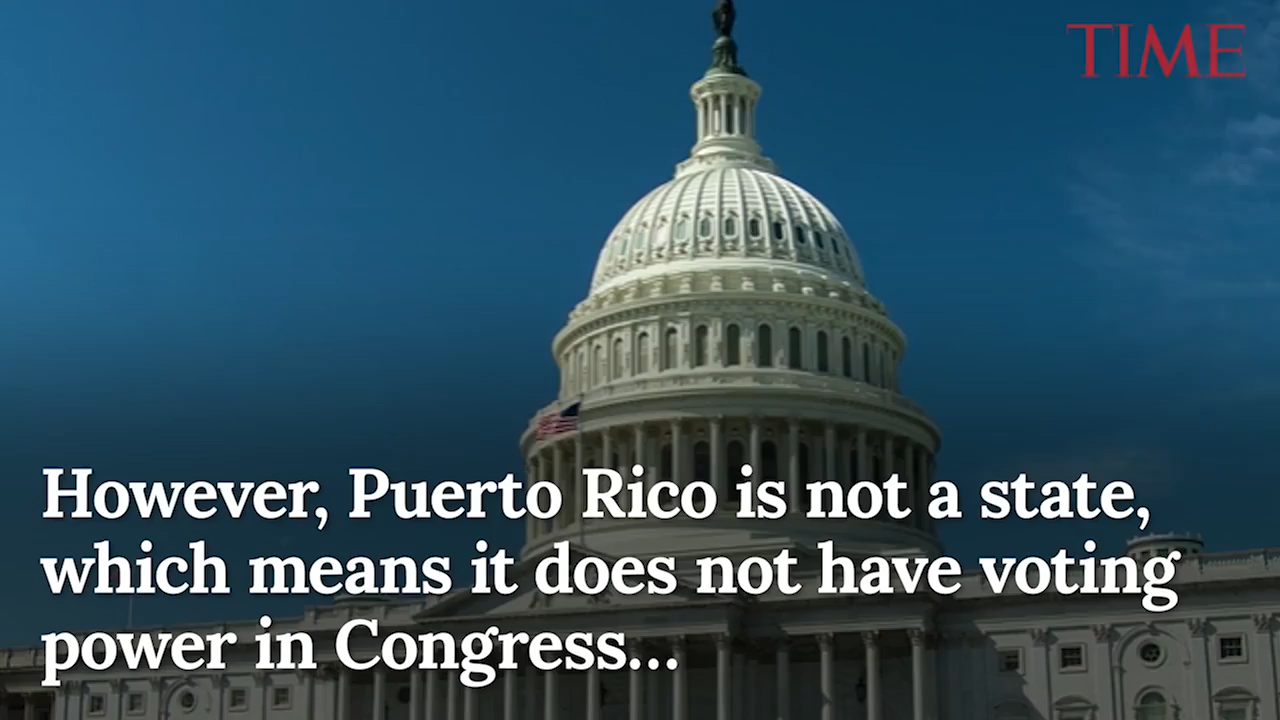 TIME
However, Puerto Rico is not a state,
which means it does not have voting
power in Congress...